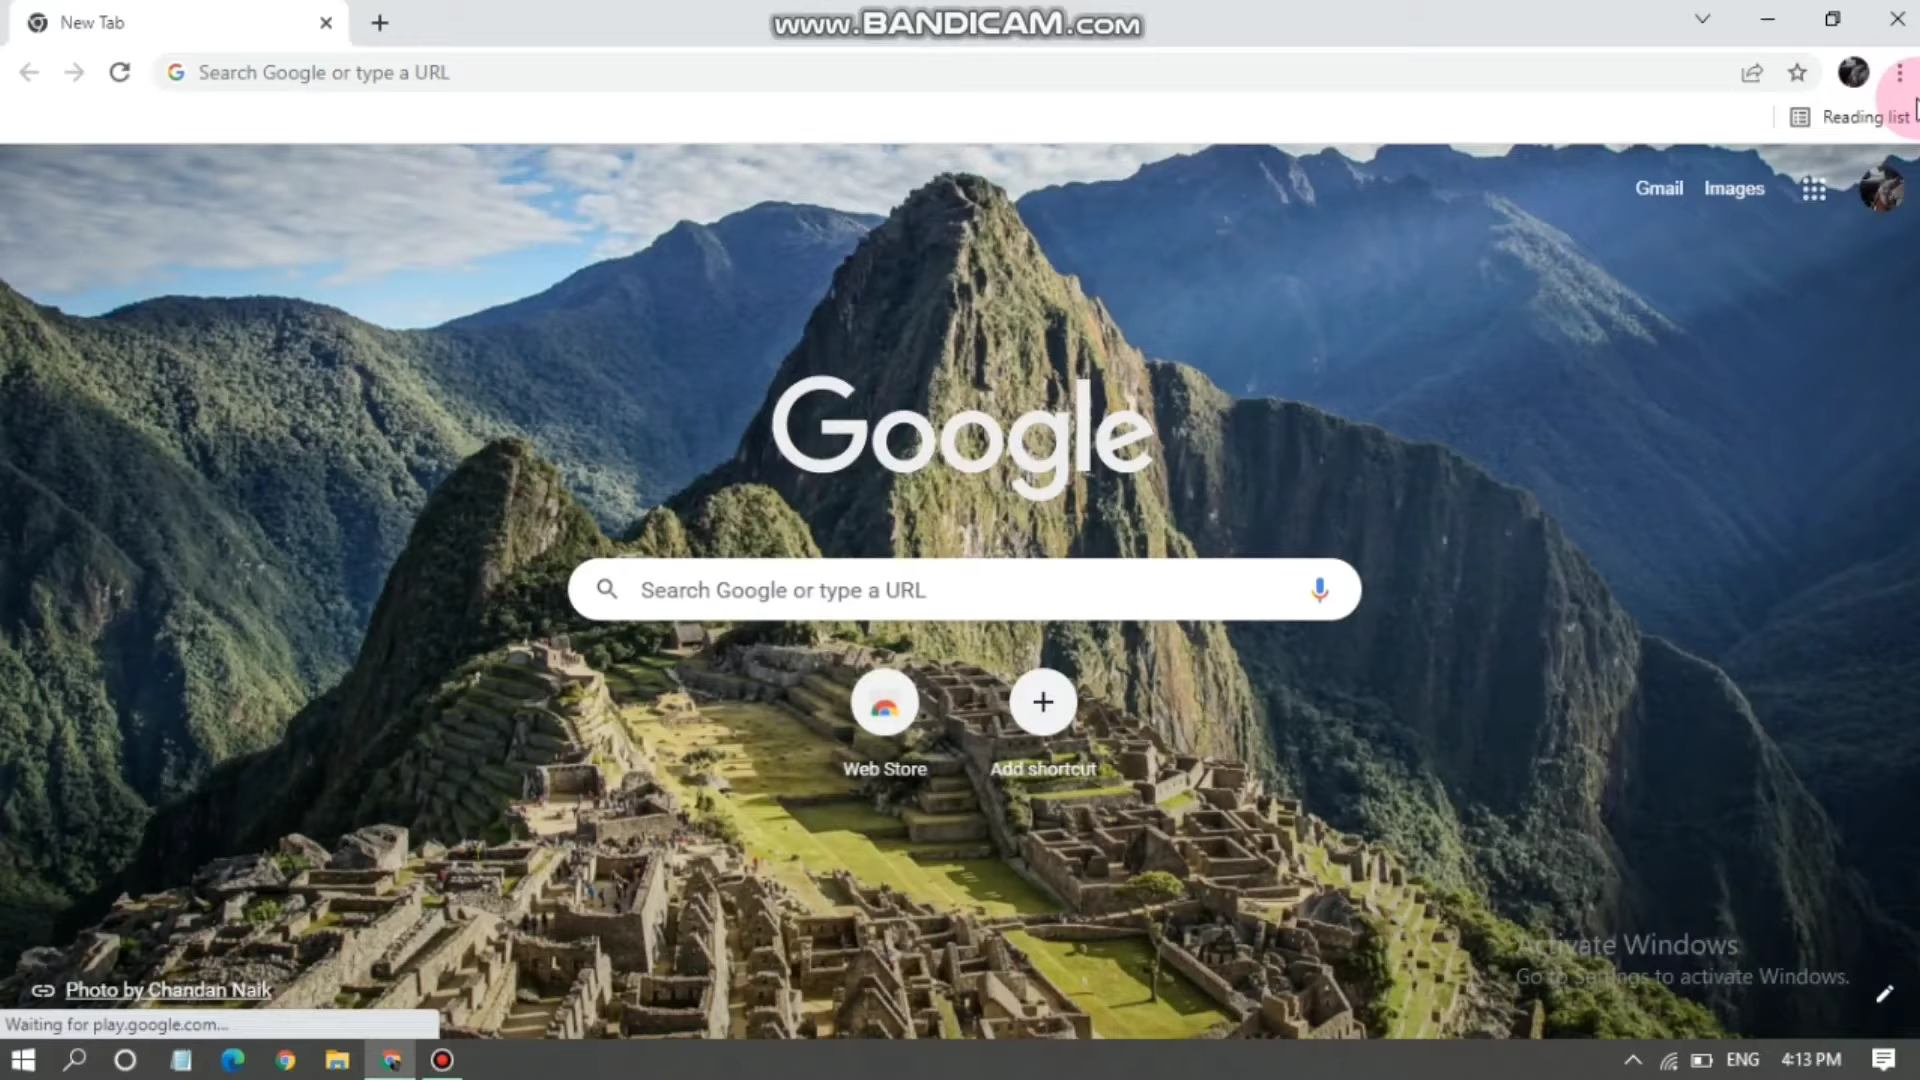 New Tab
www.BANDICAM.com
Search Google or type a URL
Reading list
Gmail Images
Google
Search Google or type a URL
Web Store
Add shortcut
Activate Windows
Go to Settings to activate Windows.
Photo by Chandan Naik
Waiting for play.google.com...
ENG 4:13 PM